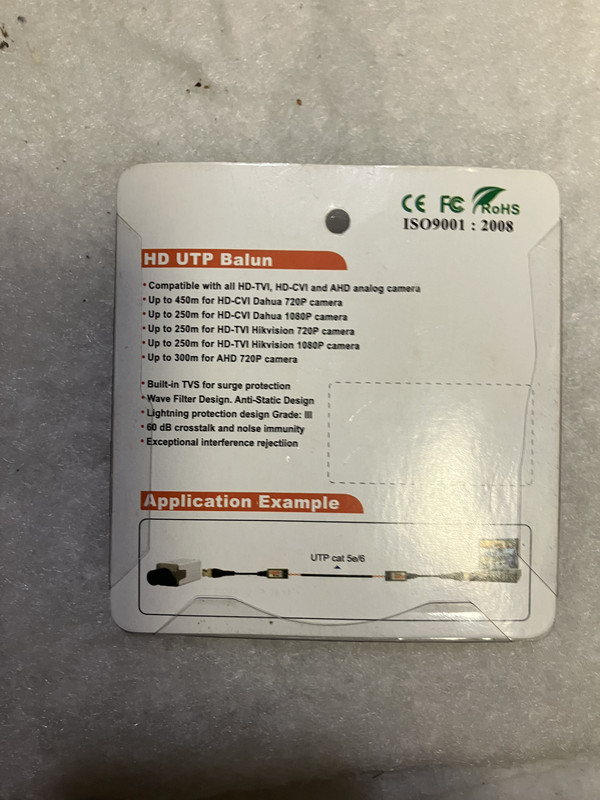 CE FC RoHS
ISO9001 : 2008
HD UTP Balun
• Compatible with all HD-TVI, HD-CVI and AHD analog camera
• Up to 450m for HD-CVI Dahua 720P camera
• Up to 250m for HD-CVI Dahua 1080P camera
• Up to 250m for HD-TVI Hikvision 720P camera
• Up to 250m for HD-TVI Hikvision 1080P camera
• Up to 300m for AHD 720P camera
• Built-in TVS for surge protection
• Wave Filter Design. Anti-Static Design
• Lightning protection design Grade: III
• 60 dB crosstalk and noise immunity
• Exceptional interference rejectiion
Application Example
UTP cat 5e/6